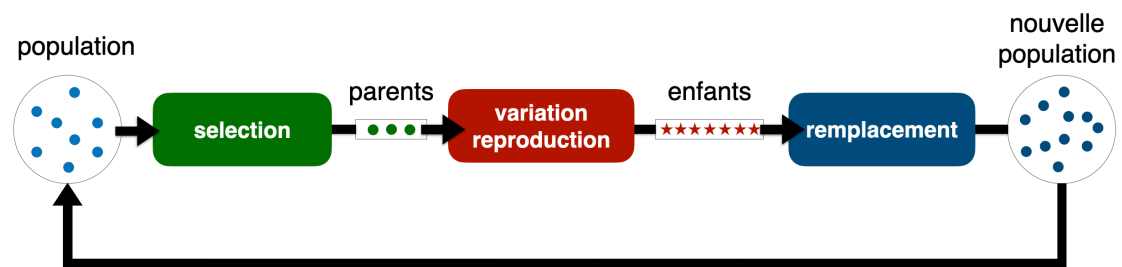 population
selection
parents
variation
reproduction
enfants
remplacement
nouvelle
population